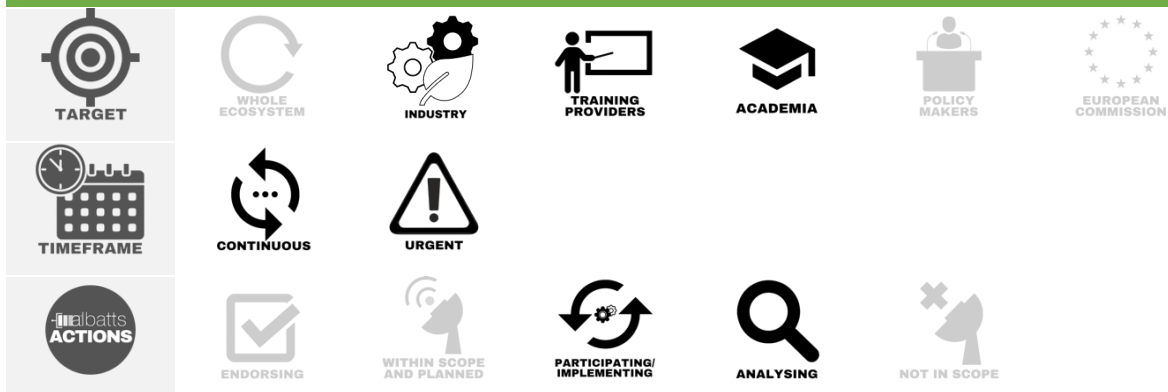 TARGET
WHOLE
ECOSYSTEM
INDUSTRY
TRAINING
PROVIDERS
ACADEMIA
POLICY
MAKERS
EUROPEAN
COMMISSION
TIMEFRAME
CONTINUOUS
URGENT
albatts
ACTIONS
ENDORSING
WITHIN SCOPE
AND PLANNED
PARTICIPATING/
IMPLEMENTING
ANALYSING
NOT IN SCOPE